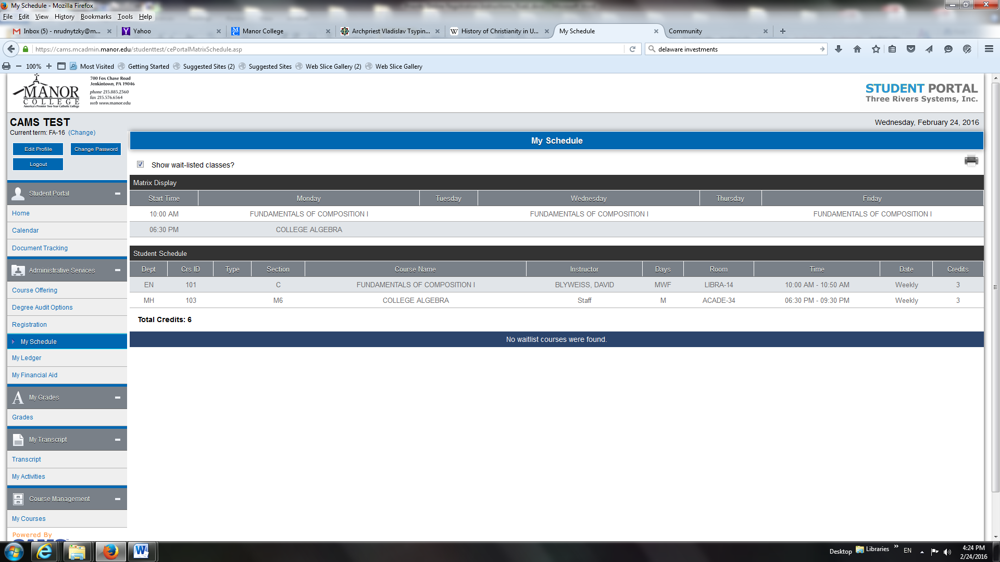 My Schedule - Mozilla Firefox
File Edit View History Bookmarks Tools Help
Inbox (5) - nrudnytzky@m... Yahoo Manor College Archpriest Vladislav Tsypin... History of Christianity in U... My Schedule Community
https://cams.mcadmin.manor.edu/studenttest/cePortalMatrixSchedule.asp delaware investments
100% Most Visited Getting Started Suggested Sites (2) Suggested Sites Web Slice Gallery (2) Web Slice Gallery
MANOR
COLLEGE
America's Premier Two-Year Catholic College
700 Fox Chase Road
Jenkintown, PA 19046
phone 215.885.2360
fax 215.576.6564
web www.manor.edu
STUDENT PORTAL
Three Rivers Systems, Inc.
CAMS TEST
Current term: FA-16 (Change)
Wednesday, February 24, 2016
Edit Profile Change Password
Logout
Student Portal
Home
Calendar
Document Tracking
Administrative Services
Course Offering
Degree Audit Options
Registration
My Schedule
My Ledger
My Financial Aid
My Grades
Grades
My Transcript
Transcript
My Activities
Course Management
My Courses
Powered By
My Schedule
Show wait-listed classes?
Matrix Display
Start Time Monday Tuesday Wednesday Thursday Friday
10:00 AM FUNDAMENTALS OF COMPOSITION I FUNDAMENTALS OF COMPOSITION I FUNDAMENTALS OF COMPOSITION I
06:30 PM COLLEGE ALGEBRA
Student Schedule
Dept Crs ID Type Section Course Name Instructor Days Room Time Date Credits
EN 101 C FUNDAMENTALS OF COMPOSITION I BLYWEISS, DAVID MWF LIBRA-14 10:00 AM - 10:50 AM Weekly 3
MH 103 M6 COLLEGE ALGEBRA Staff M ACADE-34 06:30 PM - 09:30 PM Weekly 3
Total Credits: 6
No waitlist courses were found.
Desktop Libraries » EN 4:24 PM
2/24/2016